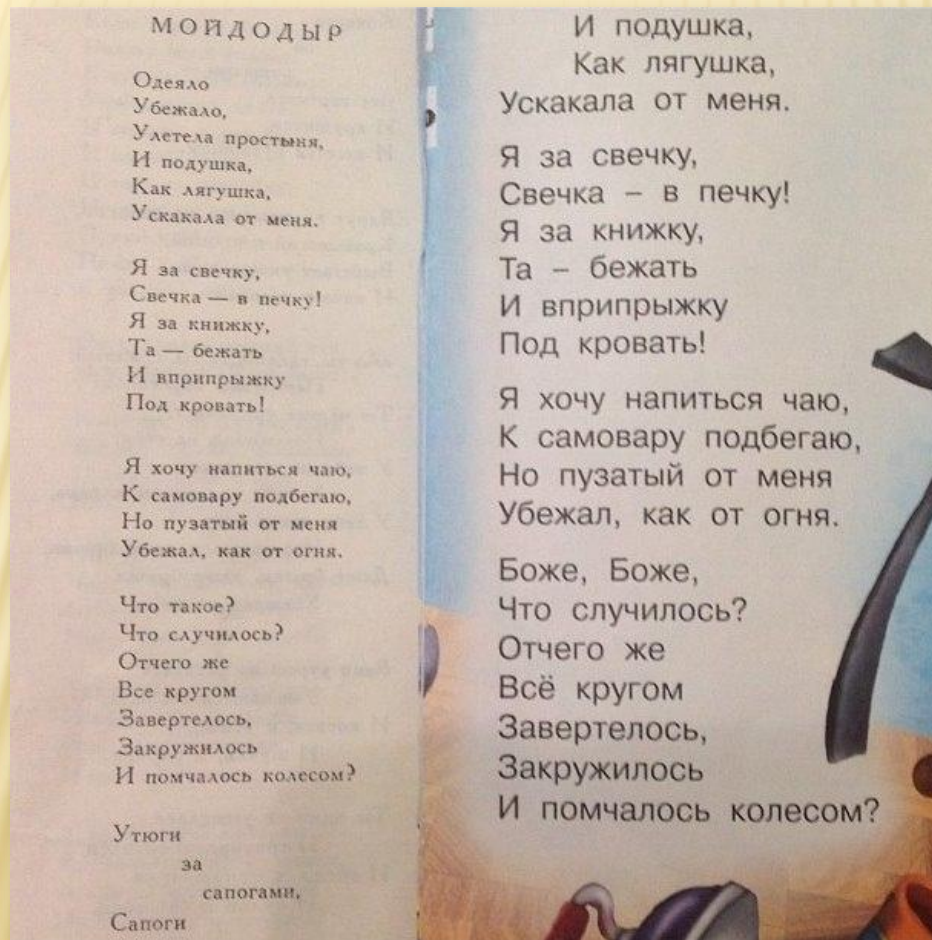 МОЙДОДЫР
Одеяло
Убежало,
Улетела простыня,
И подушка,
Как лягушка,
Ускакала от меня.
Я за свечку,
Свечка — в печку!
Я за книжку,
Та — бежать
И вприпрыжку
Под кровать!
Я хочу напиться чаю,
К самовару подбегаю,
Но пузатый от меня
Убежал, как от огня.
Что такое?
Что случилось?
Отчего же
Все кругом
Завертелось,
Закружилось
И помчалось колесом?
Утюги
за
сапогами,
Сапоги
И подушка,
Как лягушка,
Ускакала от меня.
Я за свечку,
Свечка – в печку!
Я за книжку,
Та – бежать
И вприпрыжку
Под кровать!
Я хочу напиться чаю,
К самовару подбегаю,
Но пузатый от меня
Убежал, как от огня.
Боже, Боже,
Что случилось?
Отчего же
Всё кругом
Завертелось,
Закружилось
И помчалось колесом?